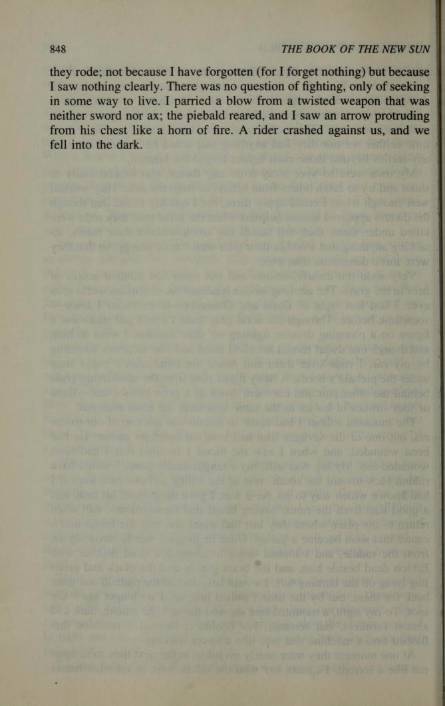 848 THE BOOK OF THE NEW SUN
they rode; not because I have forgotten (for I forget nothing) but because
I saw nothing clearly. There was no question of fighting, only of seeking
in some way to live. I parried a blow from a twisted weapon that was
neither sword nor ax; the piebald reared, and I saw an arrow protruding
from his chest like a horn of fire. A rider crashed against us, and we
fell into the dark.